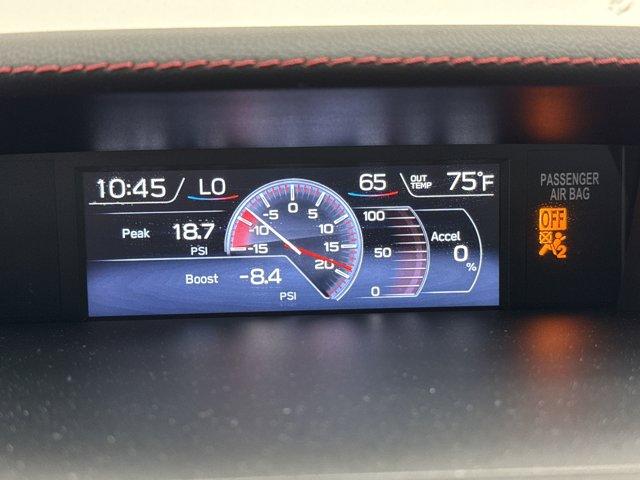 10:45 LO 65 OUT TEMP 75°F
Peak 18.7 PSI
Boost -8.4 PSI
-15 -10 -5 0 5 10 15 20
100
50
0
Accel
0 %
PASSENGER
AIR BAG
OFF
2